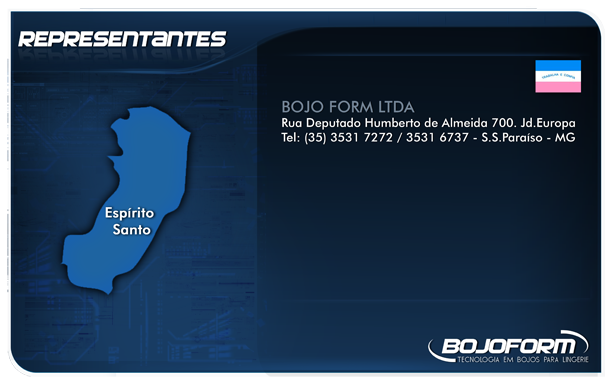 REPRESENTANTES
BOJO FORM LTDA
Rua Deputado Humberto de Almeida 700. Jd.Europa
Tel: (35) 3531 7272 / 3531 6737 - S.S.Paraíso - MG
Espírito
Santo
BOJOFORM
TECNOLOGIA EM BOJOS PARA LINGERIE